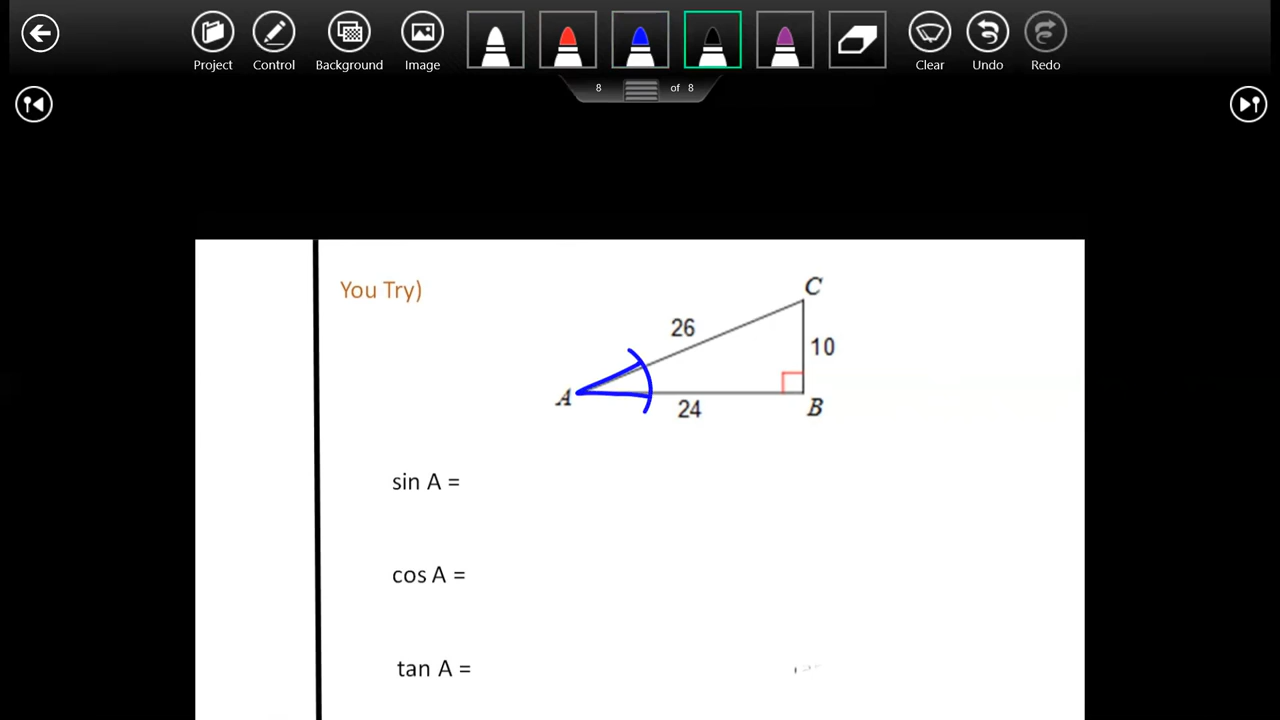 Project Control Background Image Clear Undo Redo
8 of 8
You Try)
C
26
10
A
24
B
sin A =
cos A =
tan A =